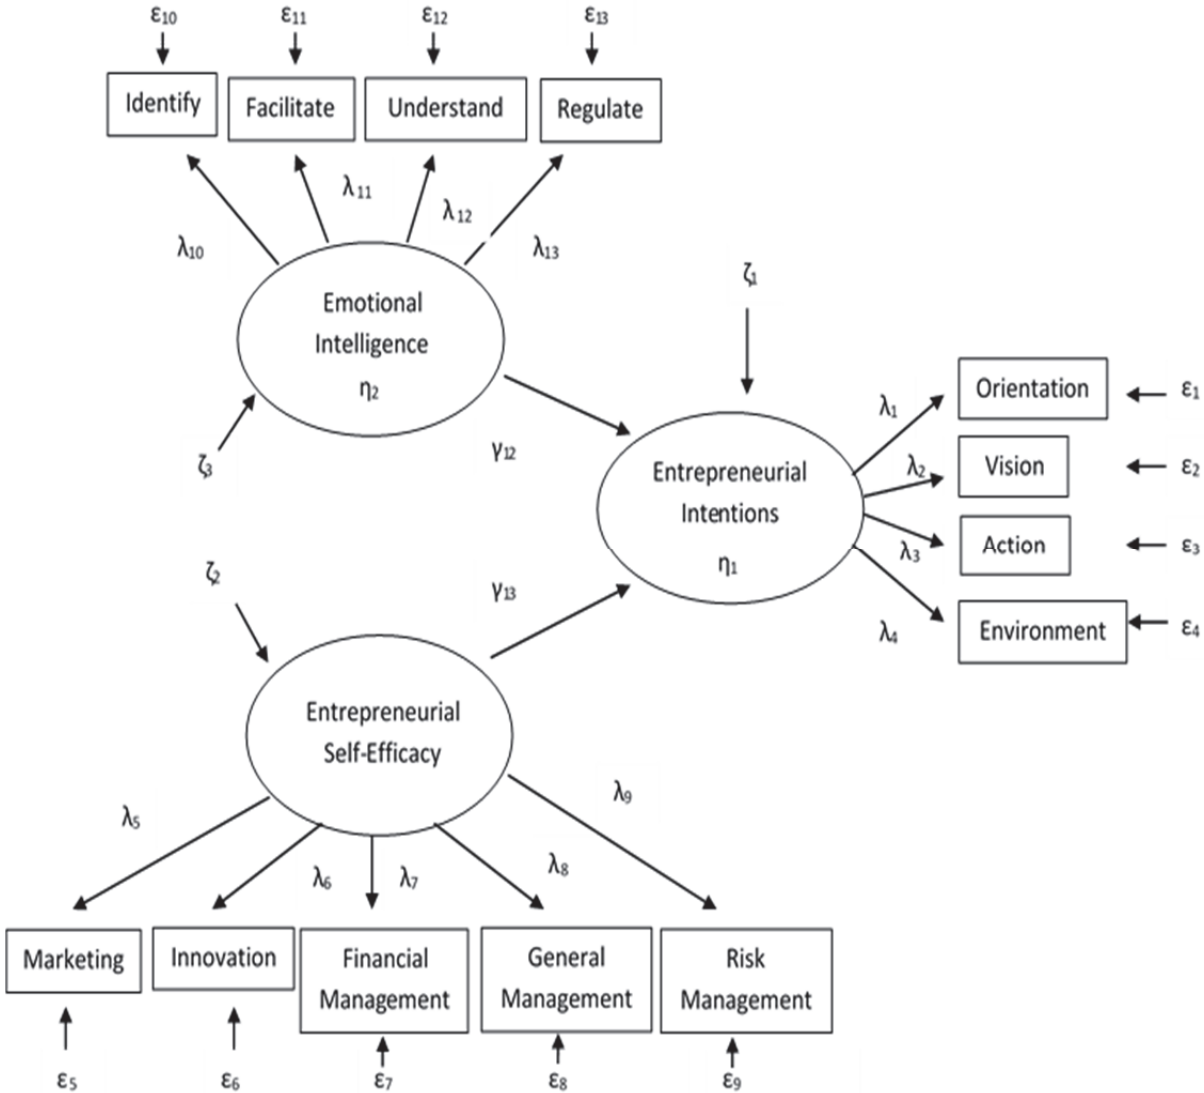 ε10 ε11 ε12 ε13
Identify Facilitate Understand Regulate
λ11
λ12
λ10 λ13
Emotional
Intelligence
η2
ζ3
γ12
ζ1
Entrepreneurial
Intentions
η1
λ1
λ2
λ3
λ4
Orientation ε1
Vision ε2
Action ε3
Environment ε4
ζ2
γ13
Entrepreneurial
Self-Efficacy
λ5
λ6
λ7
λ8
λ9
Marketing
Innovation
Financial
Management
General
Management
Risk
Management
ε5 ε6 ε7 ε8 ε9